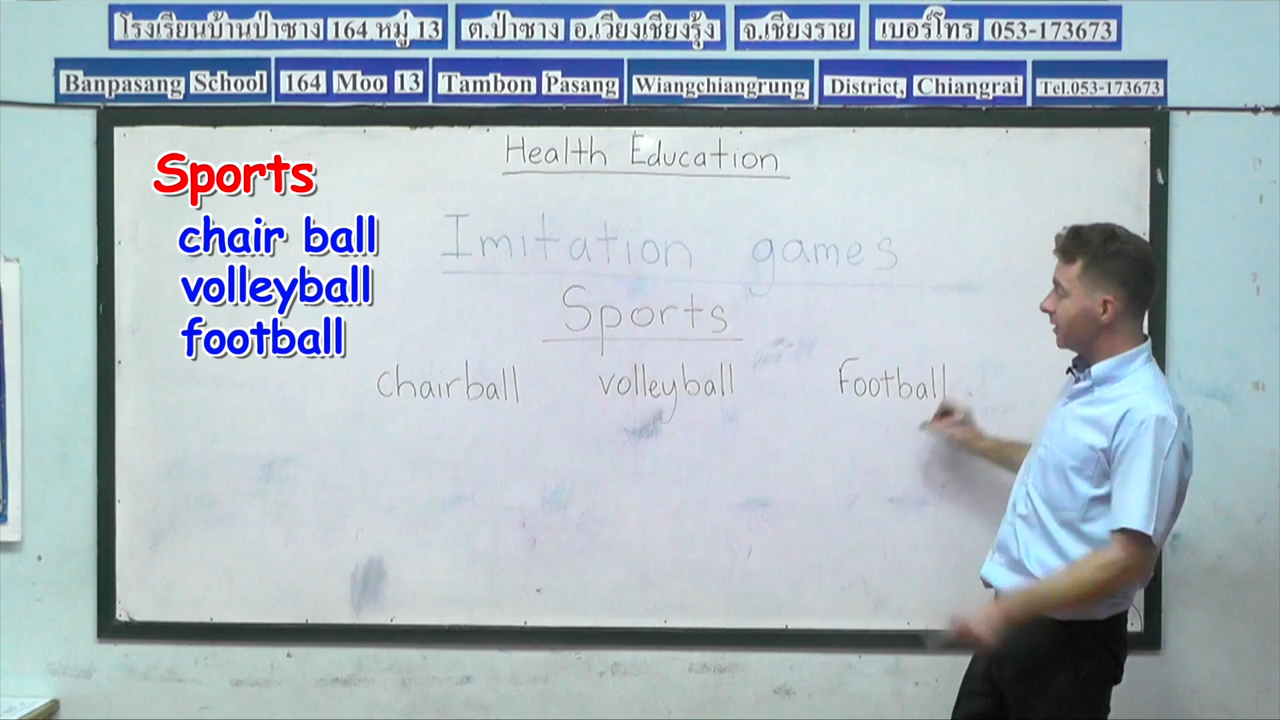 โรงเรียนบ้านป่าซาง 164 หมู่ 13 ต.ป่าซาง อ.เวียงเชียงรุ้ง จ.เชียงราย เบอร์โทร 053-173673
Banpasang School 164 Moo 13 Tambon Pasang Wiangchiangrung District, Chiangrai Tel.053-173673
Health Education
Sports
chair ball
volleyball
football
Imitation games
Sports
chairball volleyball Football